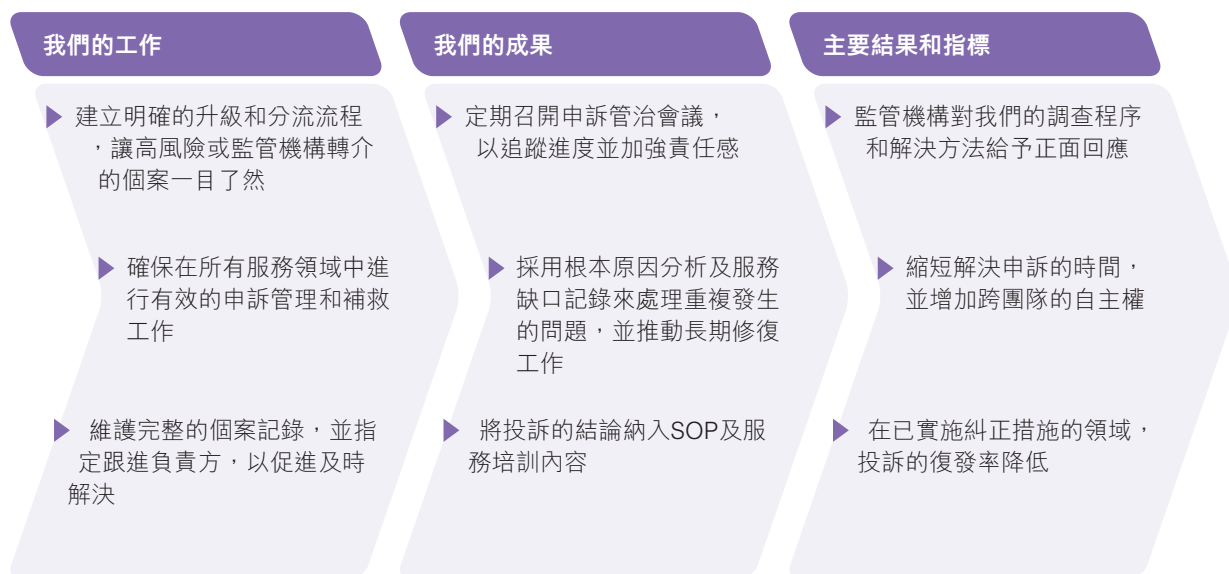 我們的工作
建立明確的升級和分流流程
，讓高風險或監管機構轉介
的個案一目了然
確保在所有服務領域中進
行有效的申訴管理和補救
工作
維護完整的個案記錄，並指
定跟進負責方，以促進及時
解決
我們的成果
定期召開申訴管治會議，
以追蹤進度並加強責任感
採用根本原因分析及服務
缺口記錄來處理重複發生
的問題，並推動長期修復
工作
將投訴的結論納入SOP及服
務培訓內容
主要結果和指標
監管機構對我們的調查程序
和解決方法給予正面回應
縮短解決申訴的時間，
並增加跨團隊的自主權
在已實施糾正措施的領域，
投訴的復發率降低